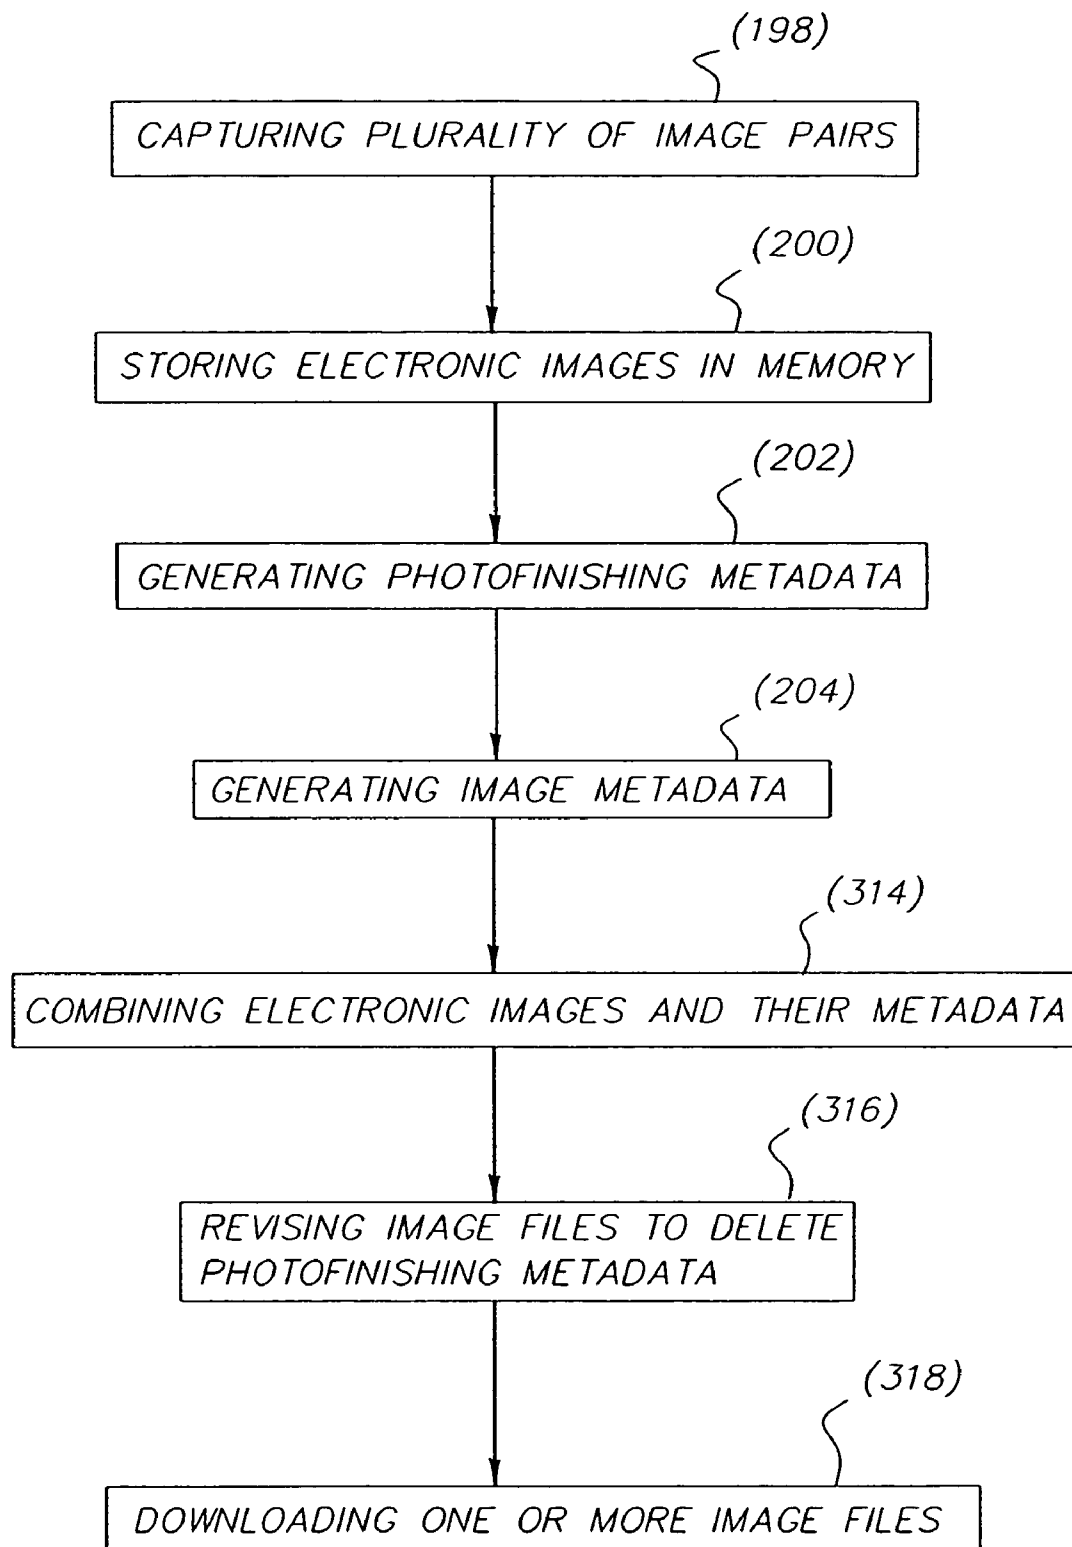 (198)
CAPTURING PLURALITY OF IMAGE PAIRS
(200)
STORING ELECTRONIC IMAGES IN MEMORY
(202)
GENERATING PHOTOFINISHING METADATA
(204)
GENERATING IMAGE METADATA
(314)
COMBINING ELECTRONIC IMAGES AND THEIR METADATA
(316)
REVISING IMAGE FILES TO DELETE
PHOTOFINISHING METADATA
(318)
DOWNLOADING ONE OR MORE IMAGE FILES